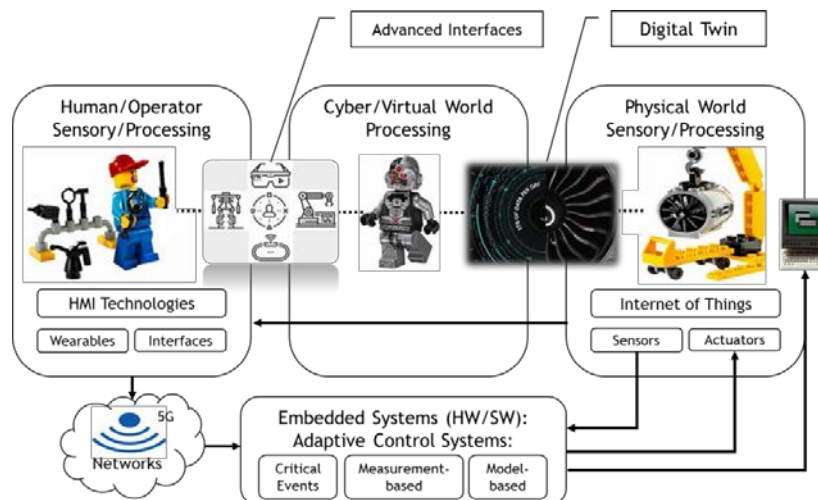 Advanced Interfaces
Digital Twin
Human/Operator
Sensory/Processing
Cyber/Virtual World
Processing
Physical World
Sensory/Processing
HMI Technologies
Wearables
Interfaces
Internet of Things
Sensors
Actuators
5G
Networks
Embedded Systems (HW/SW):
Adaptive Control Systems:
Critical
Events
Measurement-
based
Model-
based